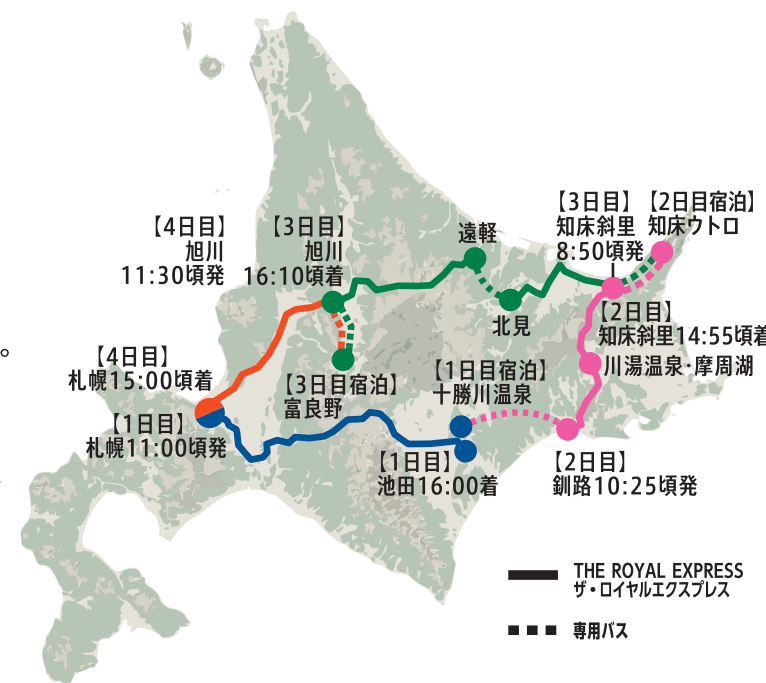 【4日目】
旭川
11:30頃発
【3日目】
旭川
16:10頃着
遠軽
【3日目】
知床斜里
8:50頃発
【2日目宿泊】
知床ウトロ
北見
【2日目】
知床斜里14:55頃着
川湯温泉・摩周湖
。
【4日目】
札幌15:00頃着
【3日目宿泊】
富良野
【1日目宿泊】
十勝川温泉
【1日目】
札幌11:00頃発
【1日目】
池田16:00着
【2日目】
釧路10:25頃発
THE ROYAL EXPRESS
ザ・ロイヤルエクスプレス
専用バス